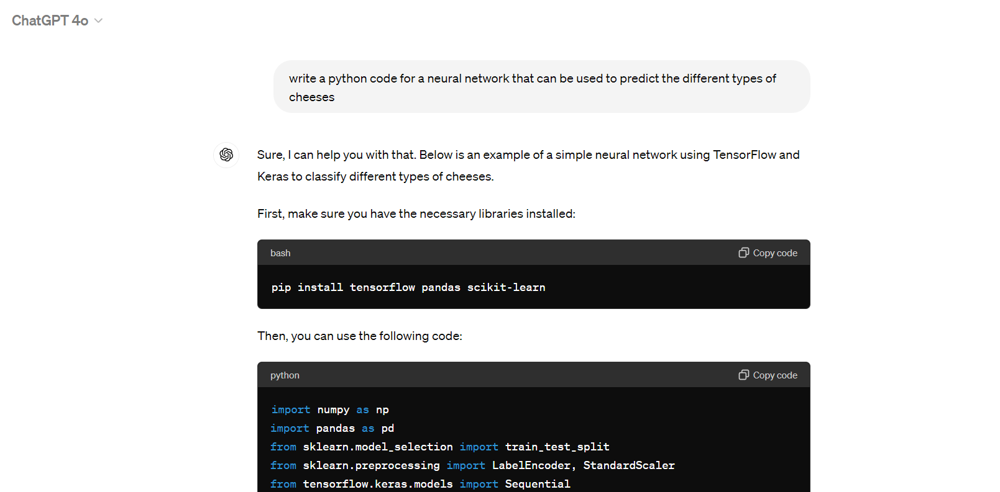 ChatGPT 4o
write a python code for a neural network that can be used to predict the different types of
cheeses
Sure, I can help you with that. Below is an example of a simple neural network using TensorFlow and
Keras to classify different types of cheeses.
First, make sure you have the necessary libraries installed:
bash
Copy code
pip install tensorflow pandas scikit-learn
Then, you can use the following code:
python
Copy code
import numpy as np
import pandas as pd
from sklearn.model_selection import train_test_split
from sklearn.preprocessing import LabelEncoder, StandardScaler
from tensorflow.keras.models import Sequential